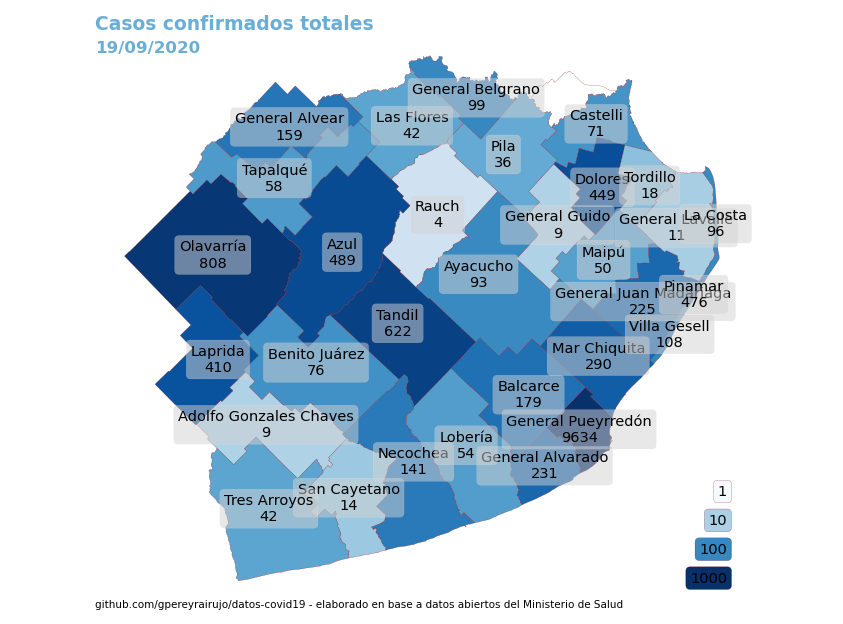 Casos confirmados totales
19/09/2020
General Belgrano
99
General Alvear
159
Las Flores
42
Castelli
71
Pila
36
Tapalqué
58
Dolores
449
Tordillo
18
Rauch
4
General Guido
9
General Lavalle
11
La Costa
96
Olavarría
808
Azul
489
Maipú
50
Ayacucho
93
General Juan Madariaga
225
Pinamar
476
Tandil
622
Villa Gesell
108
Laprida
410
Benito Juárez
76
Mar Chiquita
290
Balcarce
179
Adolfo Gonzales Chaves
9
General Pueyrredón
9634
Lobería
54
Necochea
141
General Alvarado
231
San Cayetano
14
Tres Arroyos
42
1
10
100
1000
github.com/gpereyrairujo/datos-covid19 - elaborado en base a datos abiertos del Ministerio de Salud